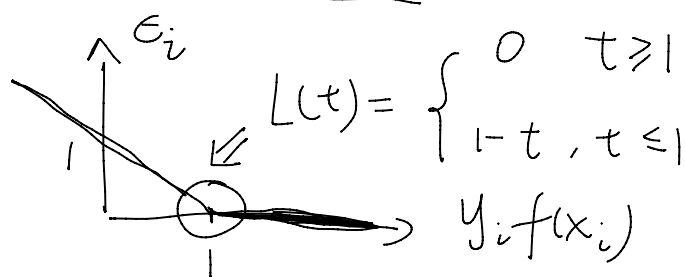 ϵᵢ
L(t) = { 0 t ≥ 1
1-t , t ≤ 1
1
1
yᵢf(xᵢ)